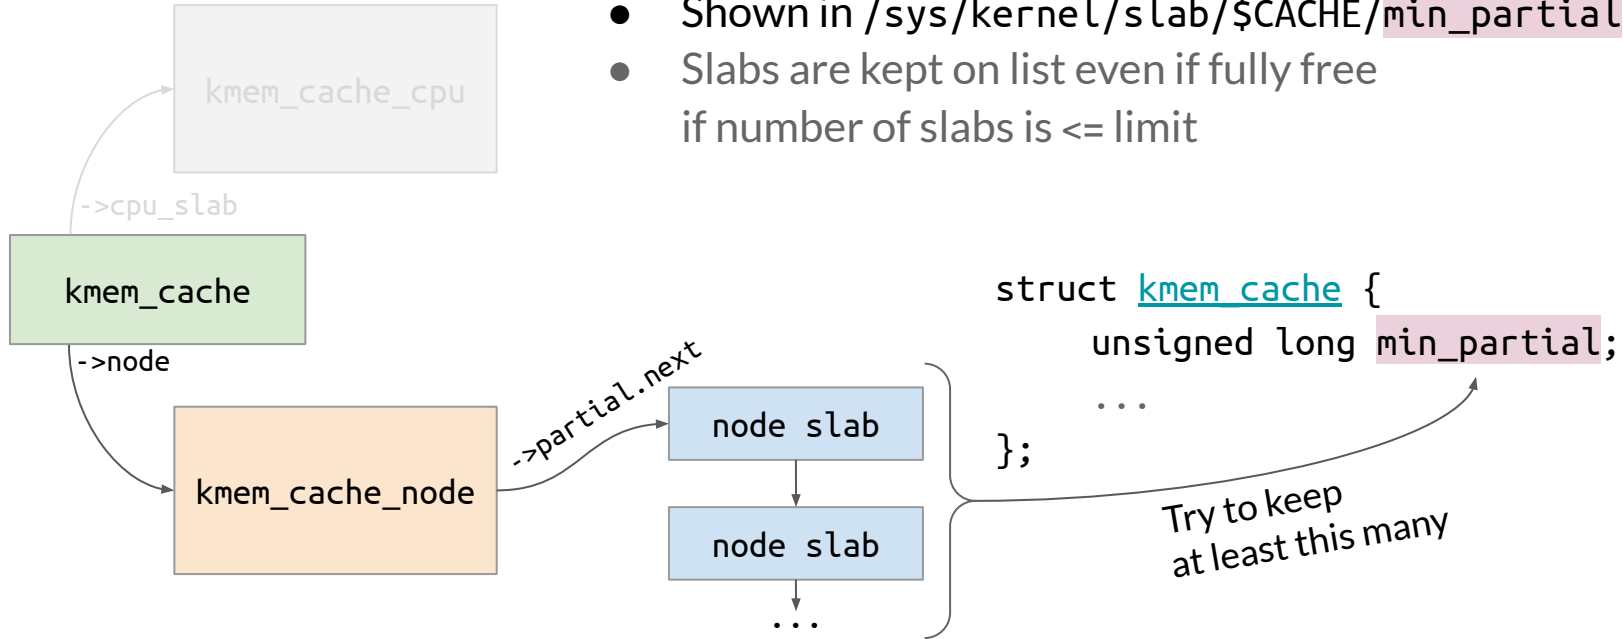 ● Shown in /sys/kernel/slab/$CACHE/min_partial
● Slabs are kept on list even if fully free
if number of slabs is <= limit
kmem_cache_cpu
->cpu_slab
kmem_cache
->node
kmem_cache_node
->partial.next
node slab
node slab
...
struct kmem_cache {
unsigned long min_partial;
...
};
Try to keep
at least this many